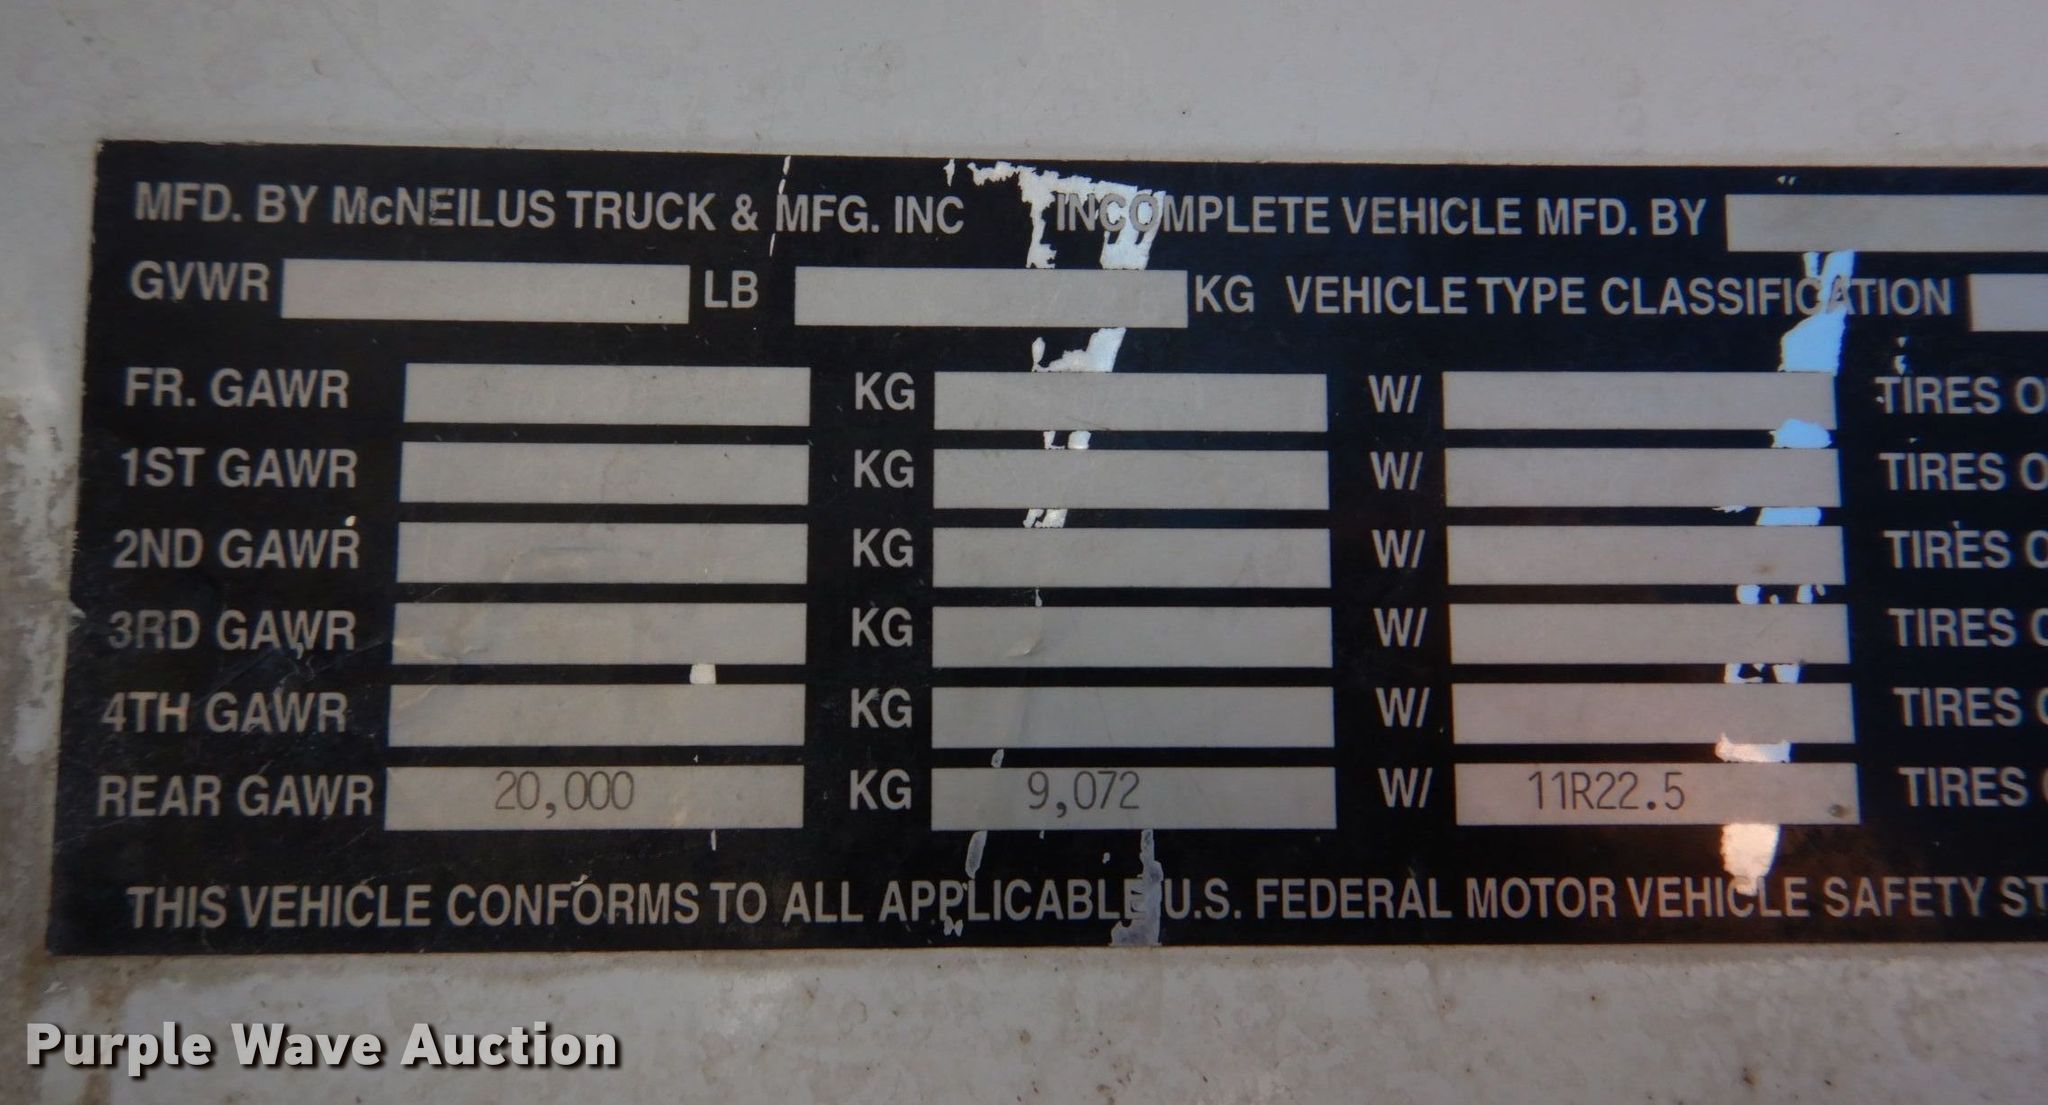 MFD. BY McNEILUS TRUCK & MFG. INC INCOMPLETE VEHICLE MFD. BY
GVWR LB KG VEHICLE TYPE CLASSIFICATION
FR. GAWR KG W/ TIRES
1ST GAWR KG W/ TIRES
2ND GAWR KG W/ TIRES
3RD GAWR KG W/ TIRES
4TH GAWR KG W/ TIRES
REAR GAWR 20,000 KG 9,072 W/ 11R22.5 TIRES
THIS VEHICLE CONFORMS TO ALL APPLICABLE U.S. FEDERAL MOTOR VEHICLE SAFETY
Purple Wave Auction